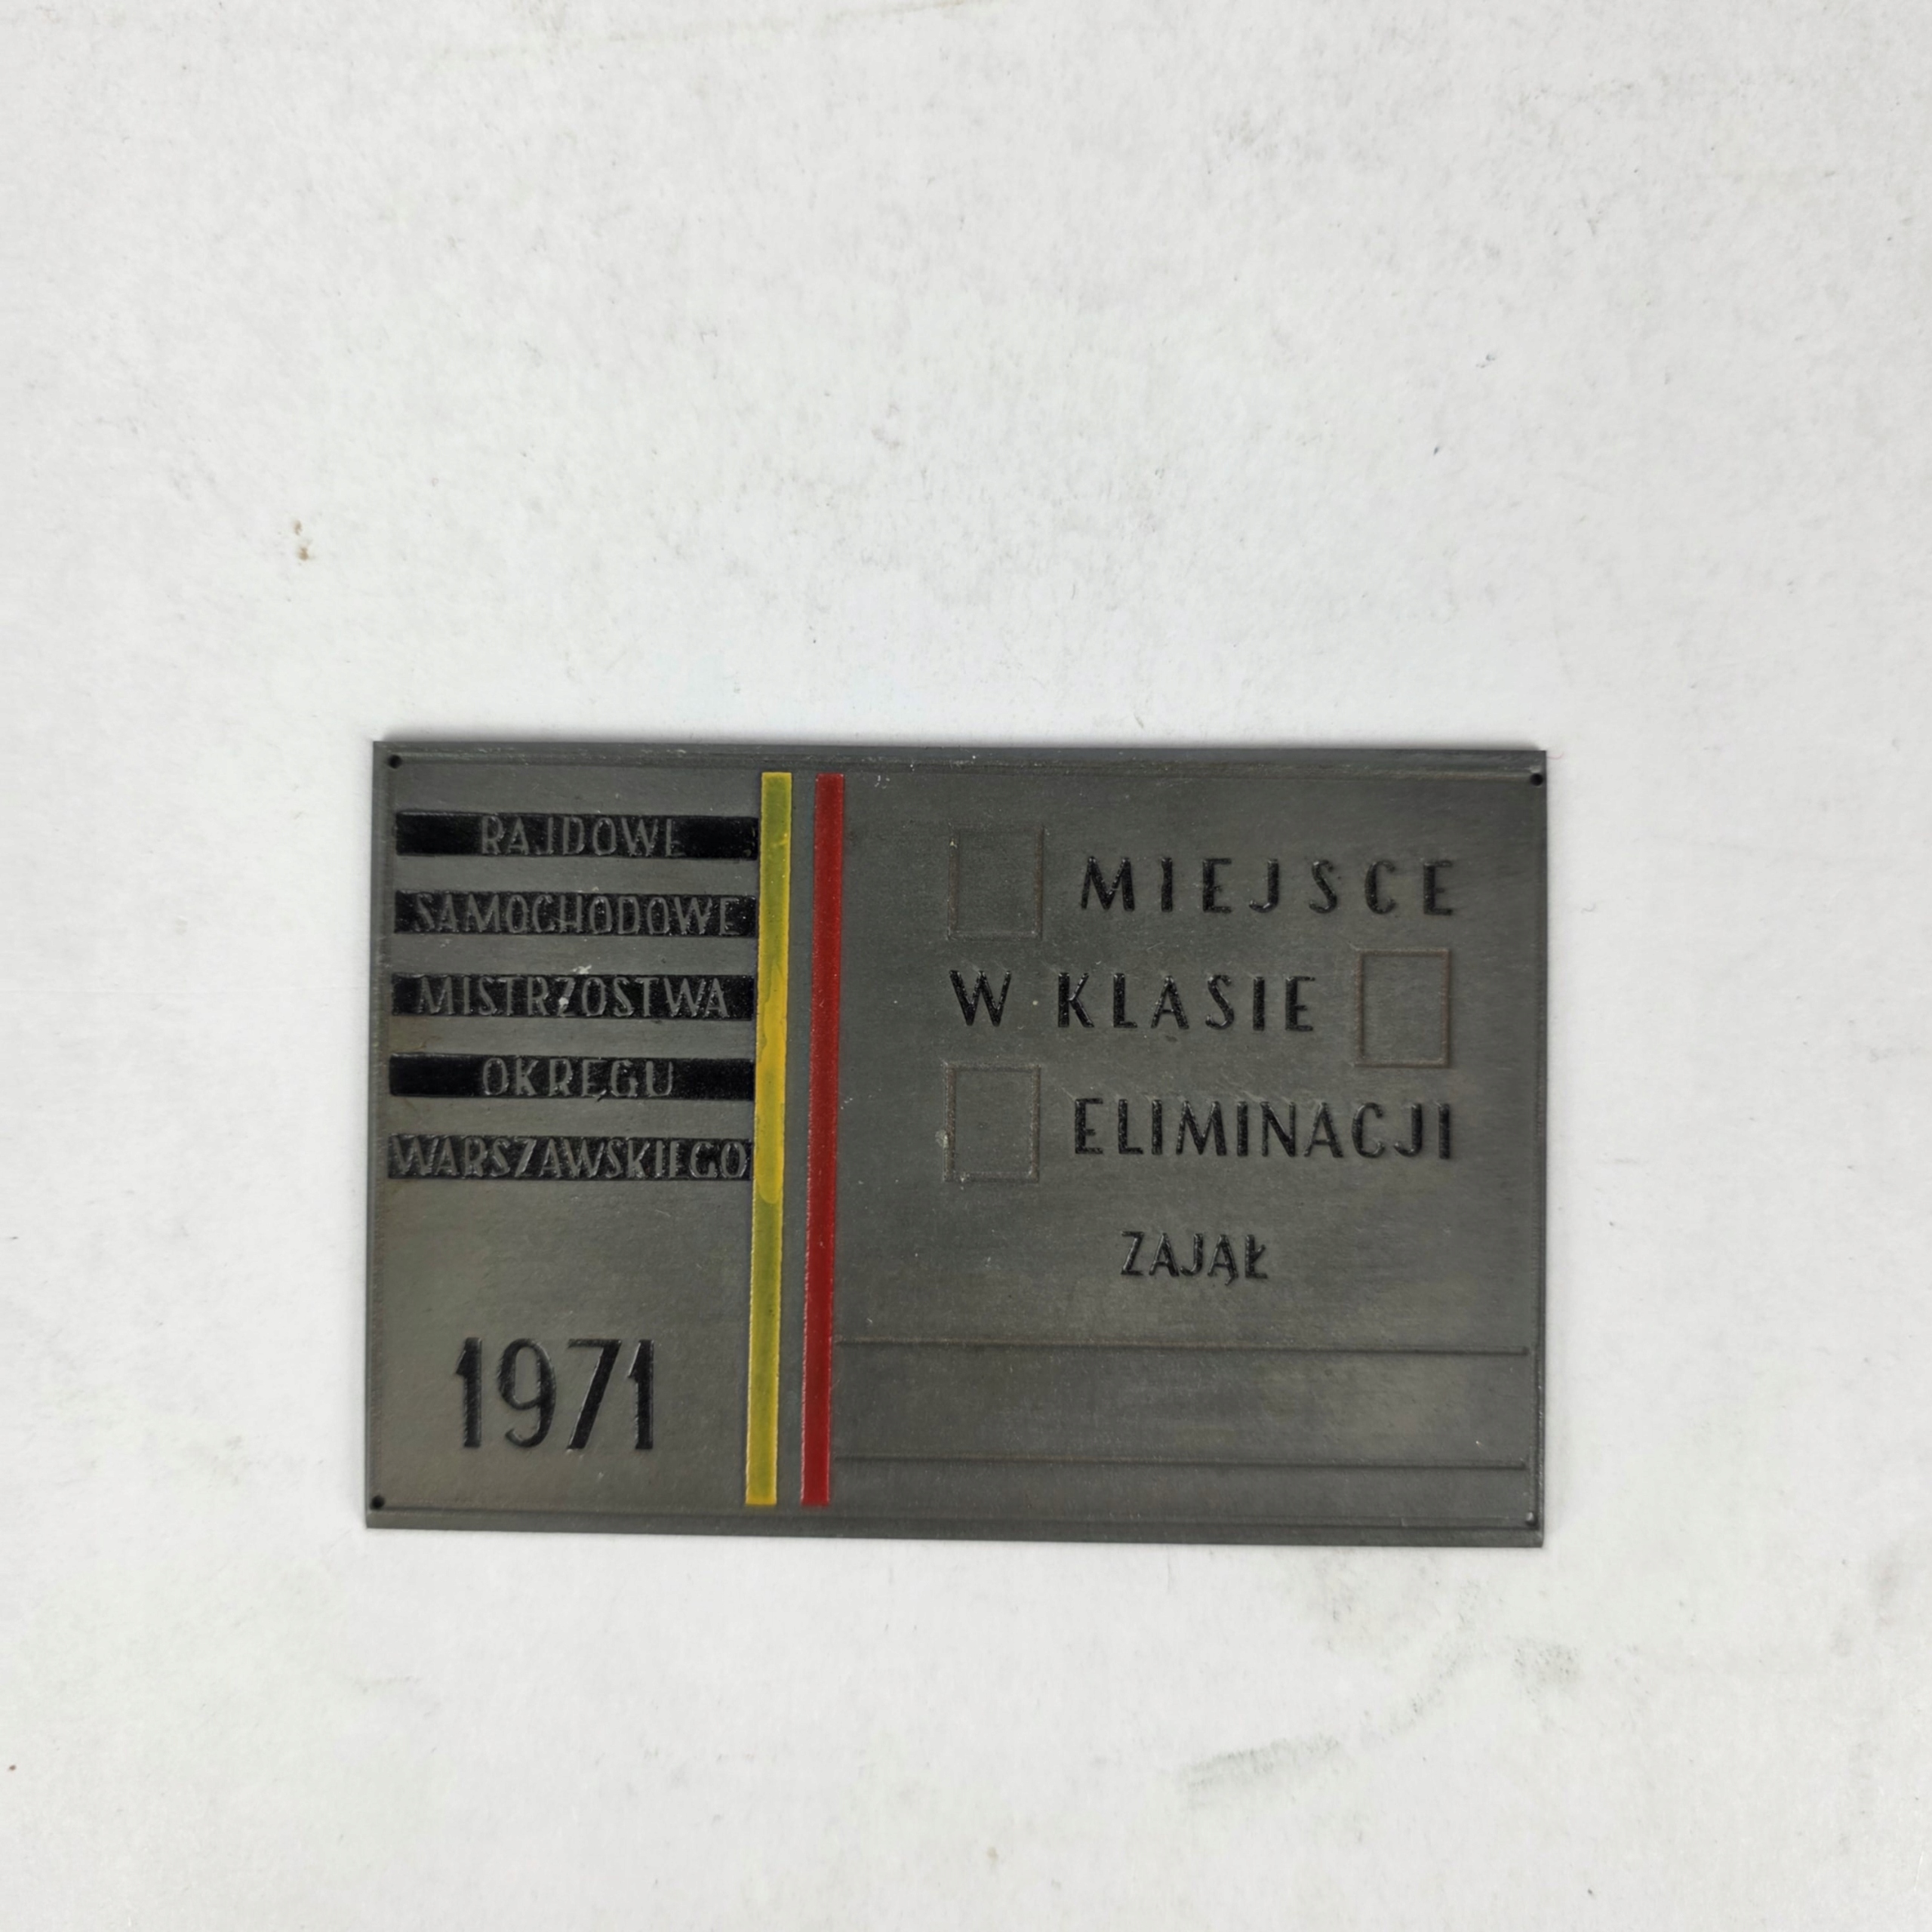 RAJDOWE
SAMOCHODOWE
MISTRZOSTWA
OKRĘGU
WARSZAWSKIEGO
1971
MIEJSCE
W KLASIE
ELIMINACJI
ZAJĄŁ